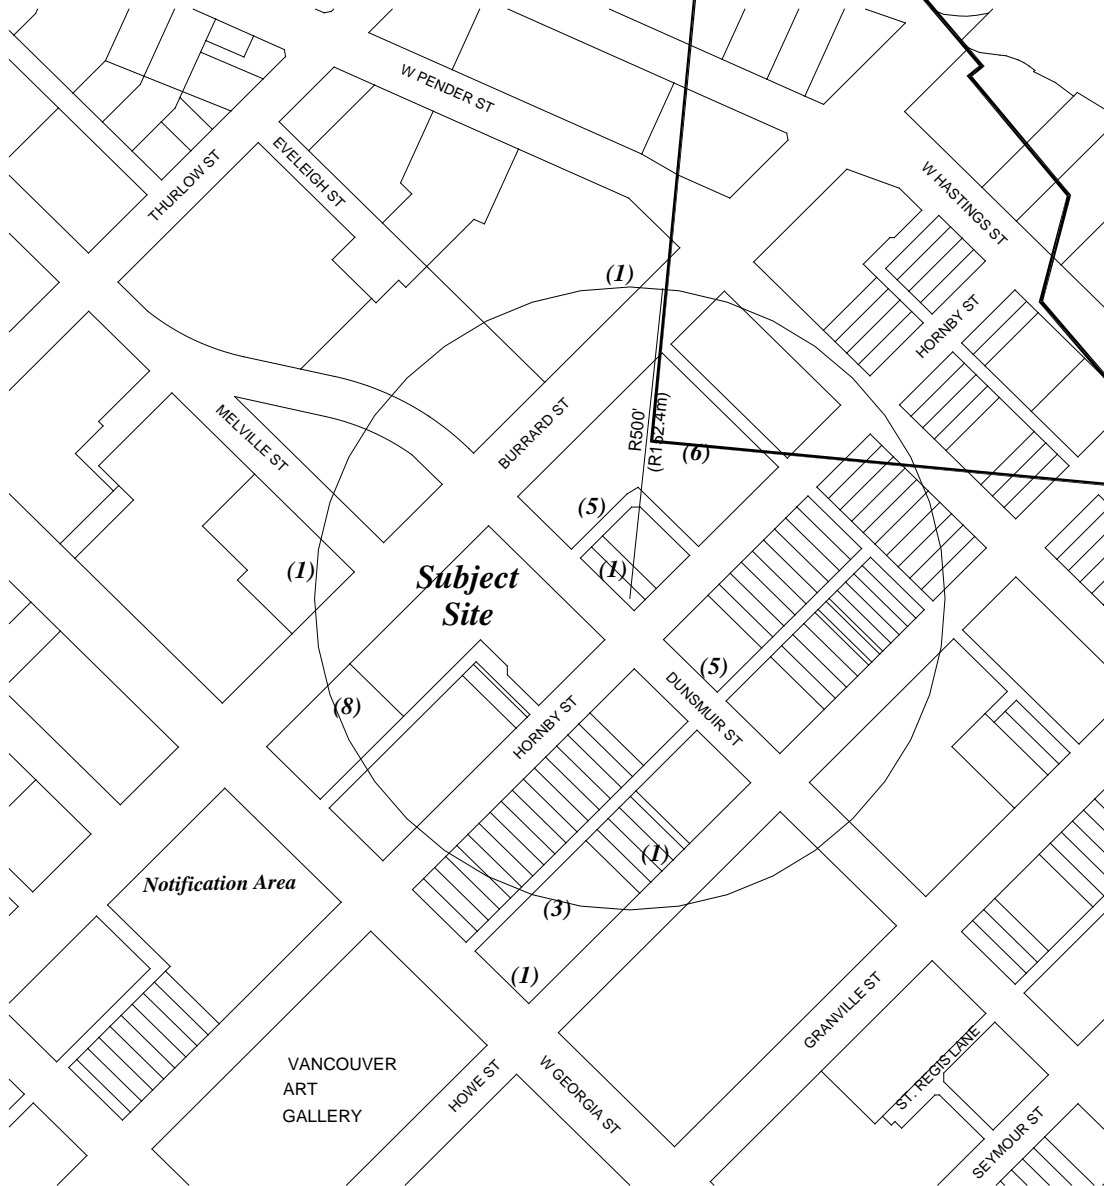 W PENDER ST
THURLOW ST
EVELEIGH ST
W HASTINGS ST
(1)
HORNBY ST
MELVILLE ST
BURRARD ST
R500'
(R152.4m)
(6)
(5)
(1)
(1)
Subject
Site
(5)
(8)
DUNSMUIR ST
HORNBY ST
(1)
Notification Area
(3)
(1)
GRANVILLE ST
VANCOUVER
ART
GALLERY
HOWE ST
W GEORGIA ST
ST. REGIS LANE
SEYMOUR ST